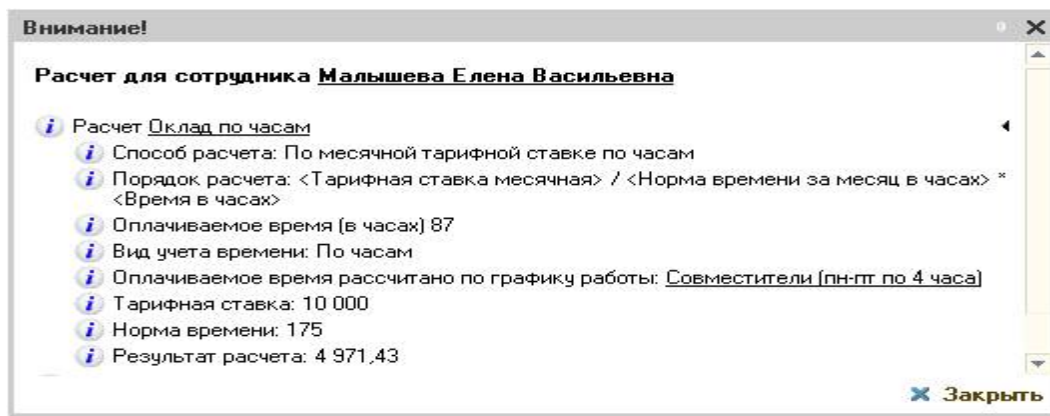 Внимание!
Расчет для сотрудника Малышева Елена Васильевна
Расчет Оклад по часам
Способ расчета: По месячной тарифной ставке по часам
Порядок расчета: <Тарифная ставка месячная> / <Норма времени за месяц в часах> *
<Время в часах>
Оплачиваемое время (в часах) 87
Вид учета времени: По часам
Оплачиваемое время рассчитано по графику работы: Совместители (пн-пт по 4 часа)
Тарифная ставка: 10 000
Норма времени: 175
Результат расчета: 4 971,43
Закрыть